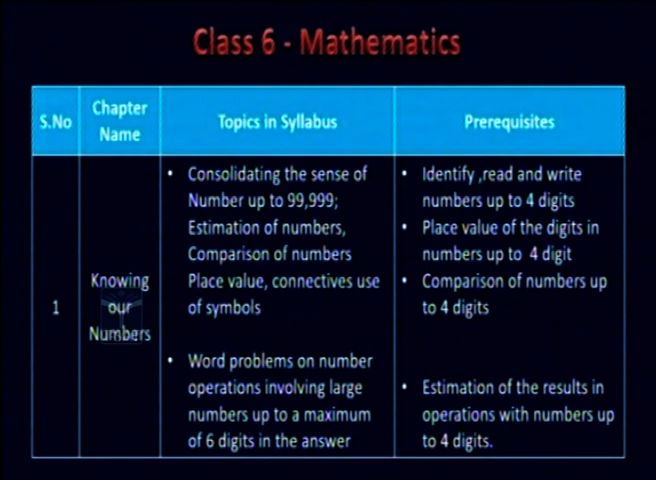 Class 6 - Mathematics
S.No
Chapter
Name
Topics in Syllabus
Prerequisites
1
Knowing
our
Numbers
• Consolidating the sense of
Number up to 99,999;
Estimation of numbers,
Comparison of numbers
Place value, connectives use
of symbols
• Word problems on number
operations involving large
numbers up to a maximum
of 6 digits in the answer
• Identify ,read and write
numbers up to 4 digits
• Place value of the digits in
numbers up to 4 digit
• Comparison of numbers up
to 4 digits
• Estimation of the results in
operations with numbers up
to 4 digits.